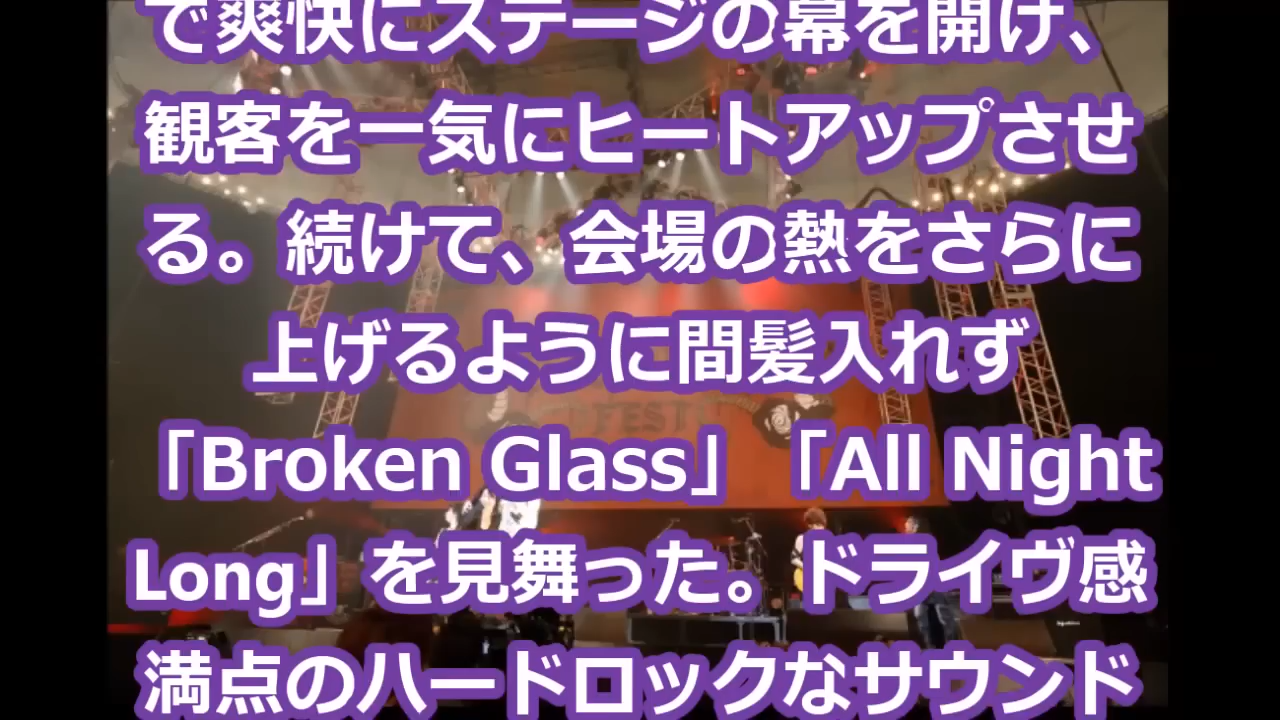 で爽快にステージの幕を開け、
観客を一気にヒートアップさせ
る。続けて、会場の熱をさらに
上げるように間髪入れず
「Broken Glass」「All Night
Long」を見舞った。ドライヴ感
満点のハードロックなサウンド